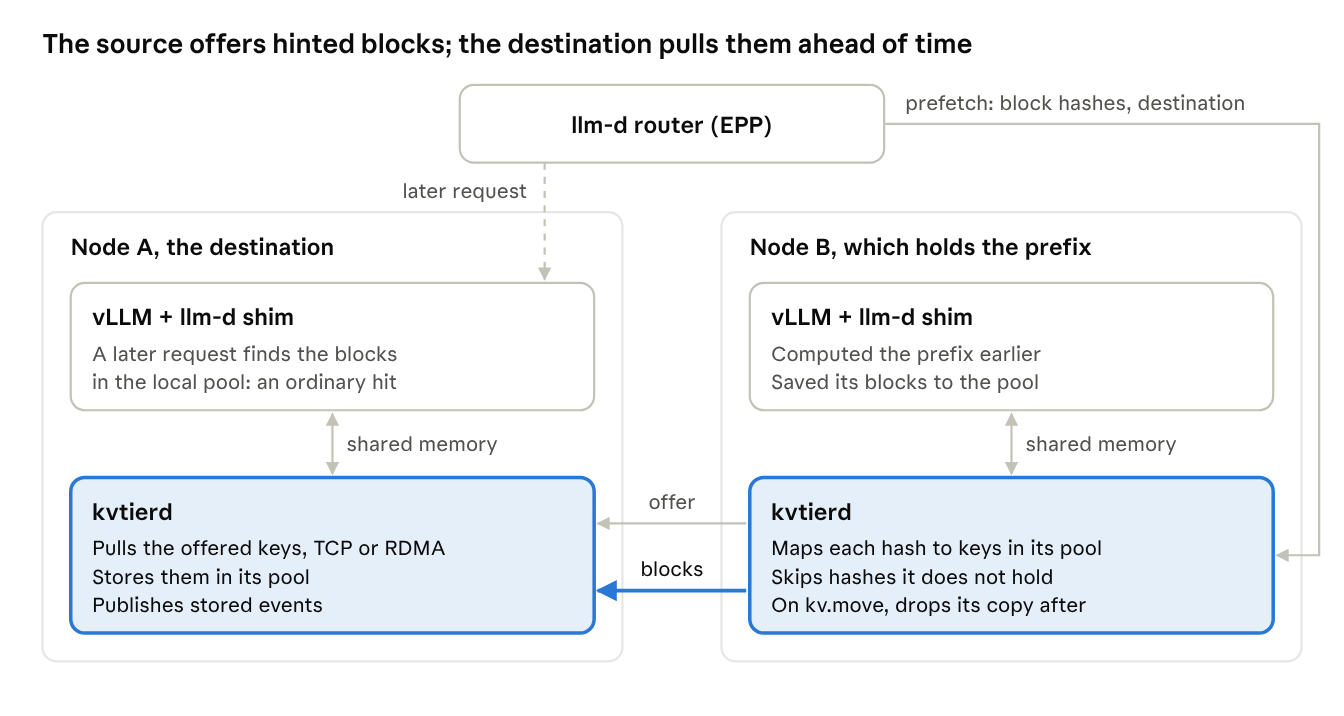 The source offers hinted blocks; the destination pulls them ahead of time
llm-d router (EPP)
prefetch: block hashes, destination
later request
Node A, the destination
vLLM + llm-d shim
A later request finds the blocks
in the local pool: an ordinary hit
shared memory
kvtierd
Pulls the offered keys, TCP or RDMA
Stores them in its pool
Publishes stored events
offer
blocks
Node B, which holds the prefix
vLLM + llm-d shim
Computed the prefix earlier
Saved its blocks to the pool
shared memory
kvtierd
Maps each hash to keys in its pool
Skips hashes it does not hold
On kv.move, drops its copy after